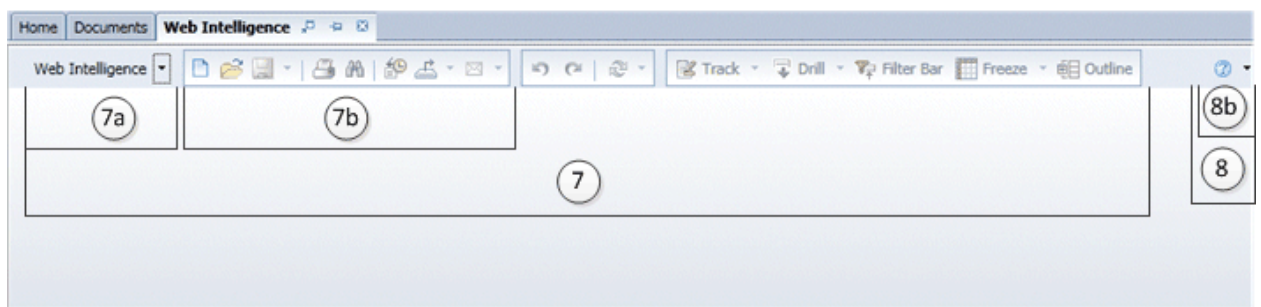 Home Documents Web Intelligence
Web Intelligence Track Drill Filter Bar Freeze Outline
7a 7b 8b
7 8